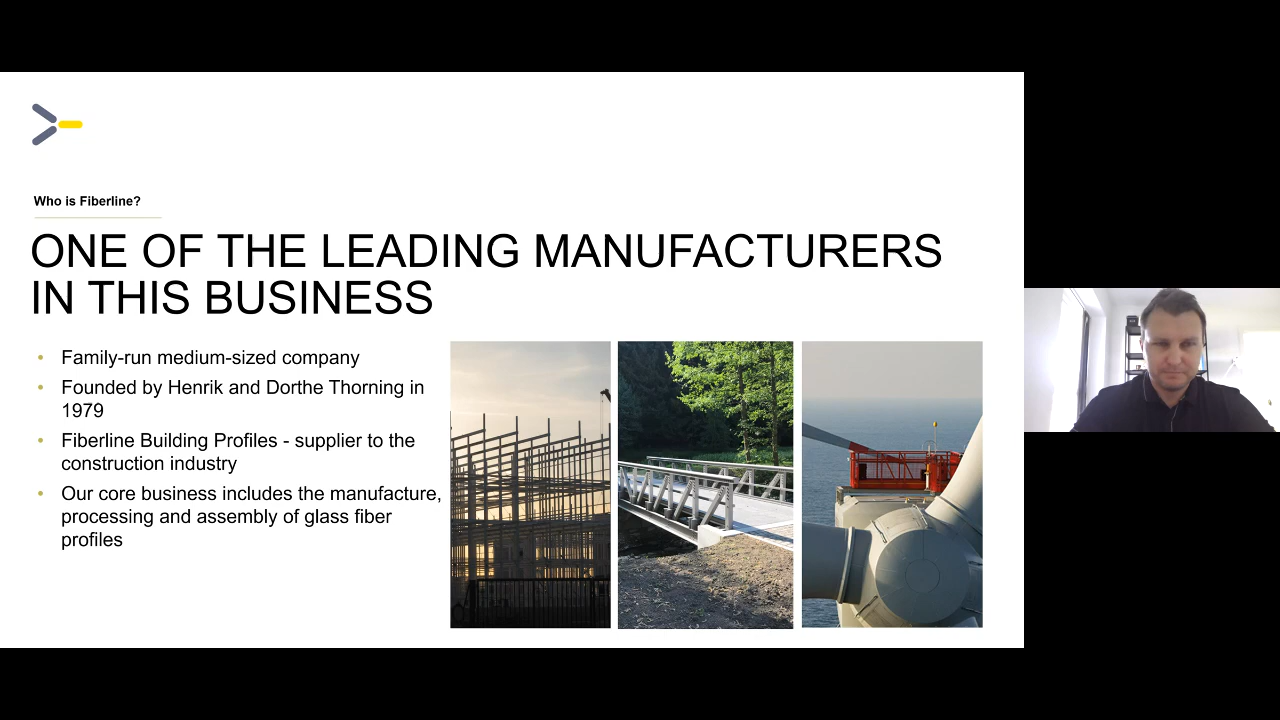 Who is Fiberline?
ONE OF THE LEADING MANUFACTURERS
IN THIS BUSINESS
• Family-run medium-sized company
• Founded by Henrik and Dorthe Thorning in
1979
• Fiberline Building Profiles - supplier to the
construction industry
• Our core business includes the manufacture,
processing and assembly of glass fiber
profiles